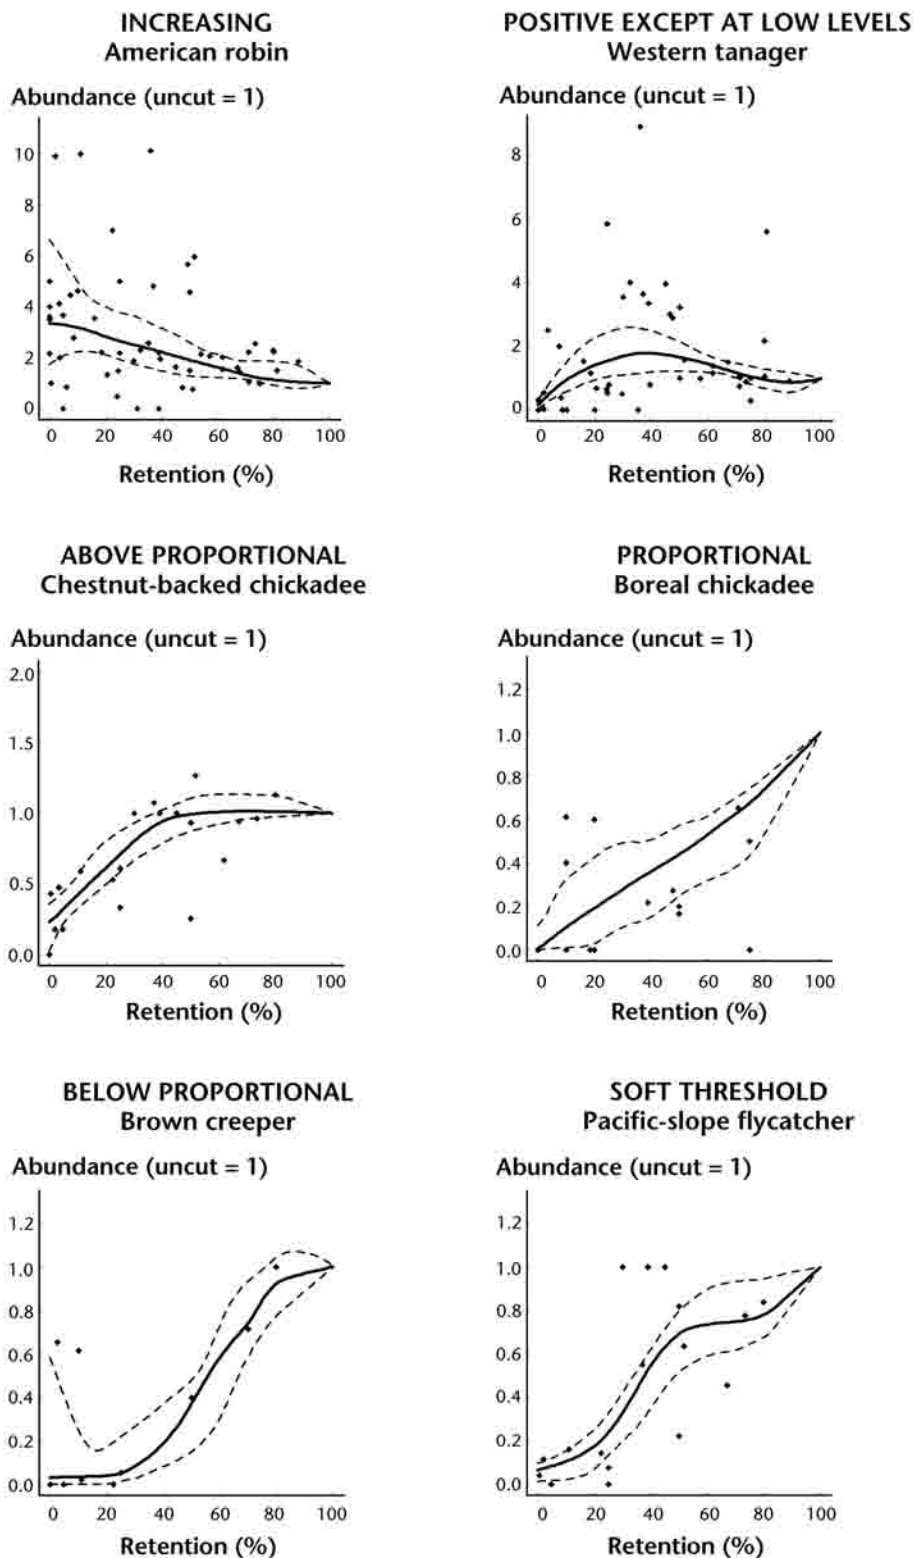 INCREASING
American robin
Abundance (uncut = 1)
10
8
6
4
2
0
0 20 40 60 80 100
Retention (%)
POSITIVE EXCEPT AT LOW LEVELS
Western tanager
Abundance (uncut = 1)
8
6
4
2
0
0 20 40 60 80 100
Retention (%)
ABOVE PROPORTIONAL
Chestnut-backed chickadee
Abundance (uncut = 1)
2.0
1.5
1.0
0.5
0.0
0 20 40 60 80 100
Retention (%)
PROPORTIONAL
Boreal chickadee
Abundance (uncut = 1)
1.2
1.0
0.8
0.6
0.4
0.2
0.0
0 20 40 60 80 100
Retention (%)
BELOW PROPORTIONAL
Brown creeper
Abundance (uncut = 1)
1.2
1.0
0.8
0.6
0.4
0.2
0.0
0 20 40 60 80 100
Retention (%)
SOFT THRESHOLD
Pacific-slope flycatcher
Abundance (uncut = 1)
1.2
1.0
0.8
0.6
0.4
0.2
0.0
0 20 40 60 80 100
Retention (%)